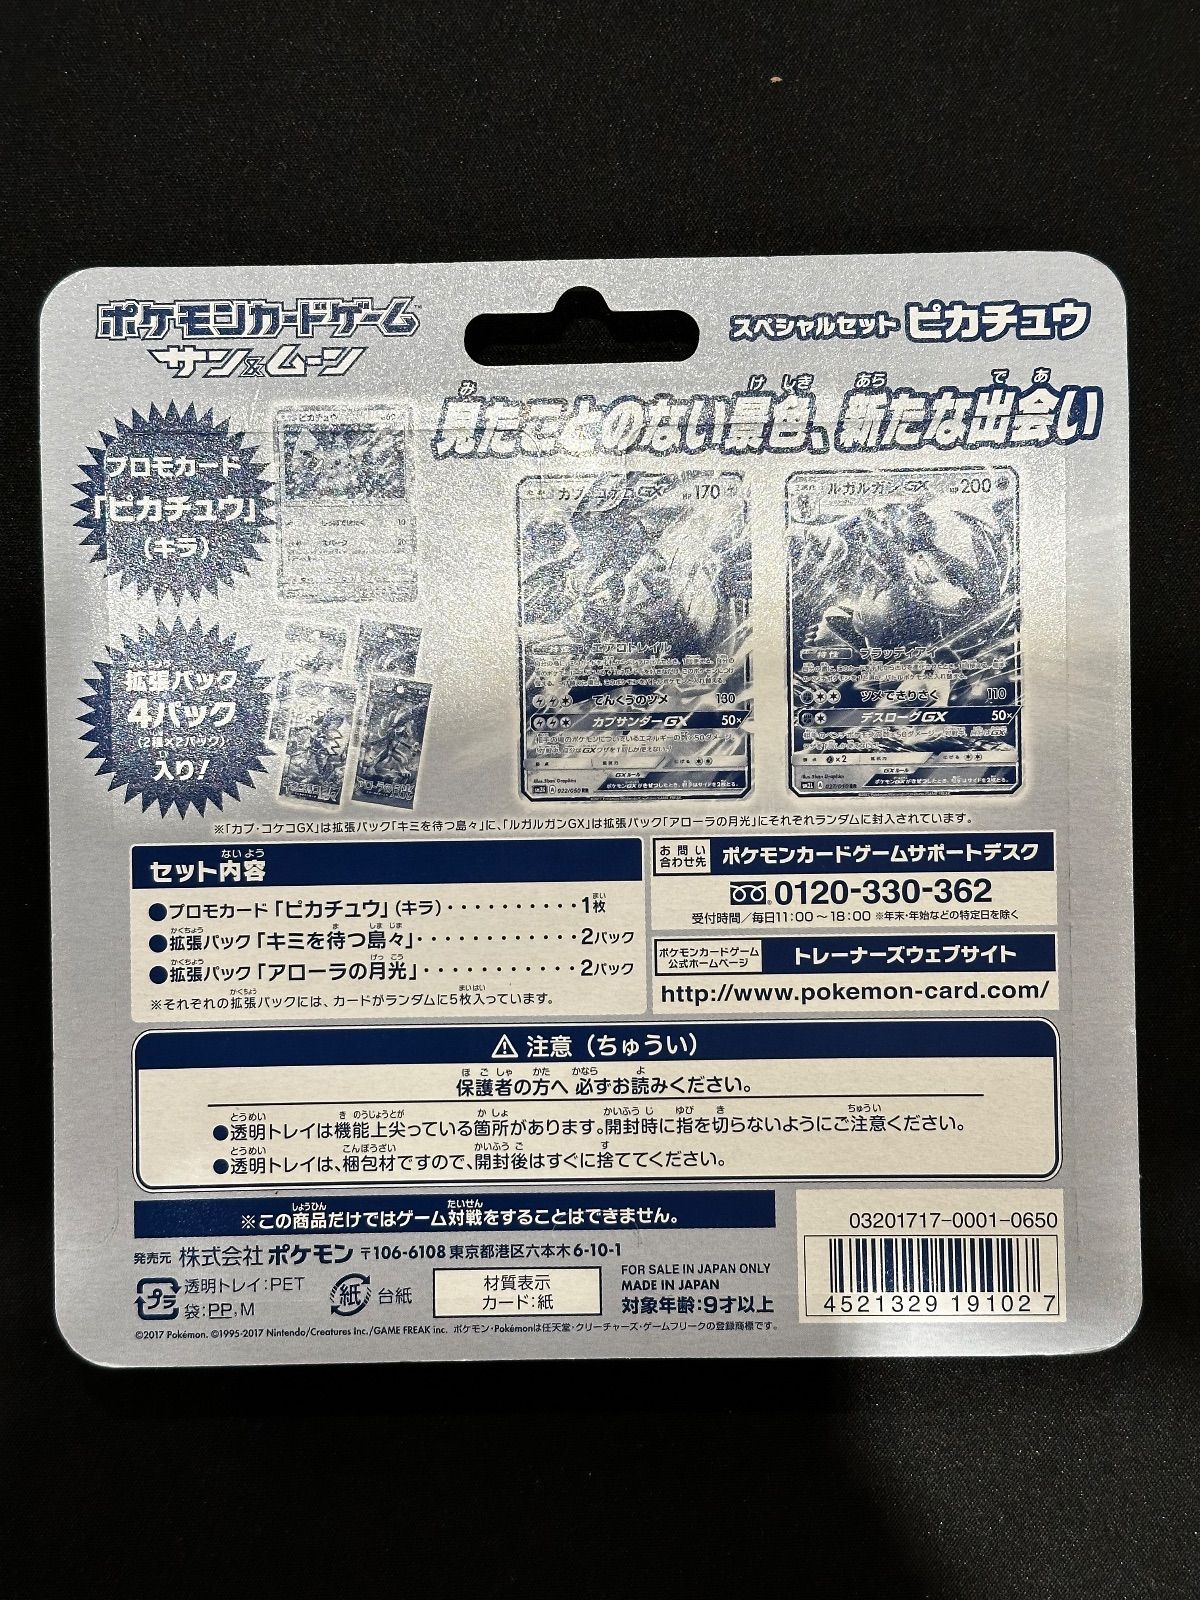 ポケモンカードゲーム™
サン&ムーン
スペシャルセット ピカチュウ
見たことのない景色、新たな出会い
プロモカード
「ピカチュウ」
(キラ)
ピカチュウ
拡張パック
4パック
(2種×2パック)
入り!
カプ・コケコGX HP170
エアロトレイル
てんくうのツメ 130
カプサンダーGX 50×
022/050 RR
ルガルガンGX HP200
特性 ブラッディアイ
ツメできりさく 110
デスローグGX 50×
027/050 RR
※「カプ・コケコGX」は拡張パック「キミを待つ島々」に、「ルガルガンGX」は拡張パック「アローラの月光」にそれぞれランダムに封入されています。
セット内容
●プロモカード「ピカチュウ」(キラ)・・・・・・・・・・1枚
●拡張パック「キミを待つ島々」・・・・・・・・・・・・2パック
●拡張パック「アローラの月光」・・・・・・・・・・・・2パック
※それぞれの拡張パックには、カードがランダムに5枚入っています。
お問い合わせ先 ポケモンカードゲームサポートデスク
0120-330-362
受付時間/毎日11:00~18:00 ※年末・年始などの特定日を除く
ポケモンカードゲーム公式ホームページ トレーナーズウェブサイト
http://www.pokemon-card.com/
⚠ 注意(ちゅうい)
保護者の方へ 必ずお読みください。
●透明トレイは機能上尖っている箇所があります。開封時に指を切らないようにご注意ください。
●透明トレイは、梱包材ですので、開封後はすぐに捨ててください。
※この商品だけではゲーム対戦をすることはできません。
発売元 株式会社ポケモン 〒106-6108 東京都港区六本木6-10-1
プラ 透明トレイ:PET
袋:PP, M
紙 台紙
材質表示
カード:紙
FOR SALE IN JAPAN ONLY
MADE IN JAPAN
対象年齢:9才以上
©2017 Pokémon. ©1995-2017 Nintendo/Creatures Inc./GAME FREAK inc. ポケモン・Pokémonは任天堂・クリーチャーズ・ゲームフリークの登録商標です。
03201717-0001-0650
4521329191027